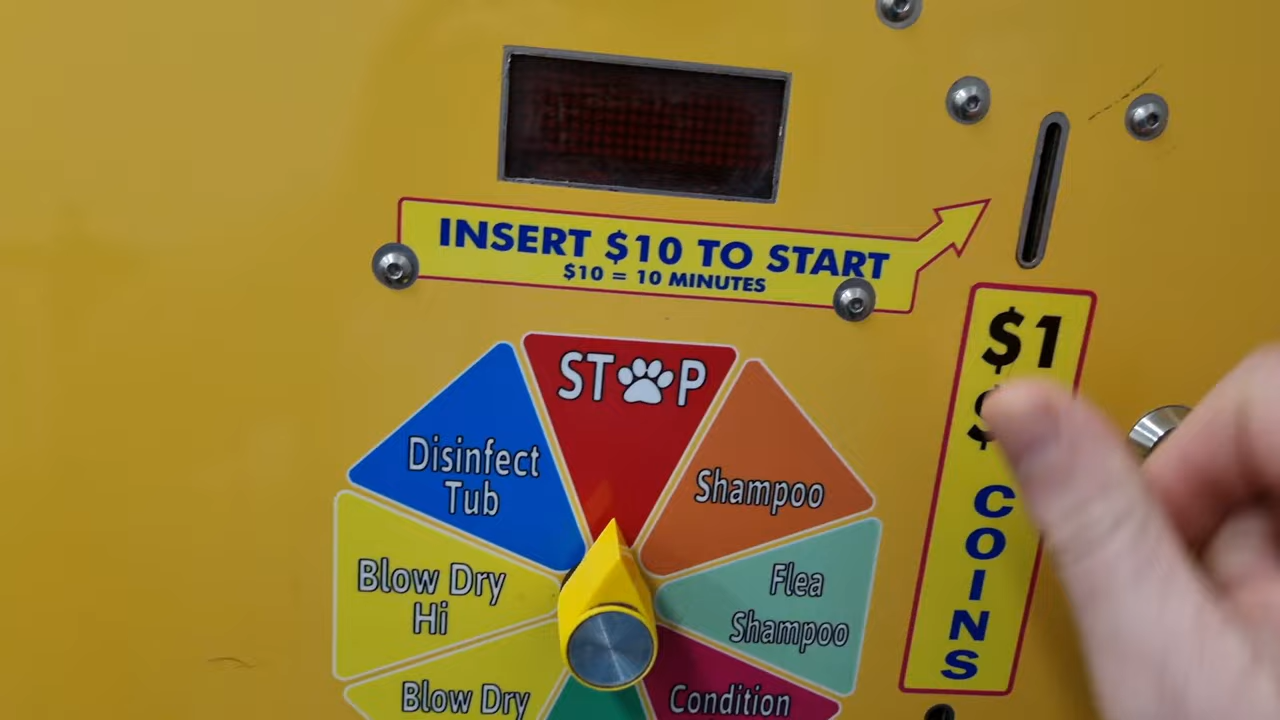 INSERT $10 TO START
$10 = 10 MINUTES
$1
$
COINS
ST P
Disinfect
Tub
Shampoo
Blow Dry
Hi
Flea
Shampoo
Blow Dry
Condition